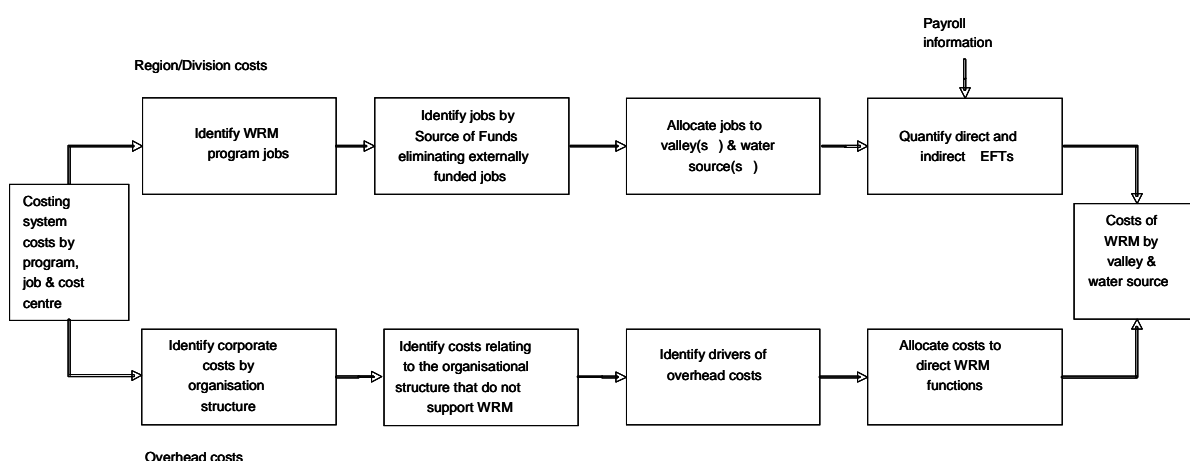 Payroll
information
Region/Division costs
Identify WRM
program jobs
Identify jobs by
Source of Funds
eliminating externally
funded jobs
Allocate jobs to
valley(s ) & water
source(s )
Quantify direct and
indirect EFTs
Costing
system
costs by
program,
job & cost
centre
Costs of
WRM by
valley &
water source
Identify corporate
costs by
organisation
structure
Identify costs relating
to the organisational
structure that do not
support WRM
Identify drivers of
overhead costs
Allocate costs to
direct WRM
functions
Overhead costs